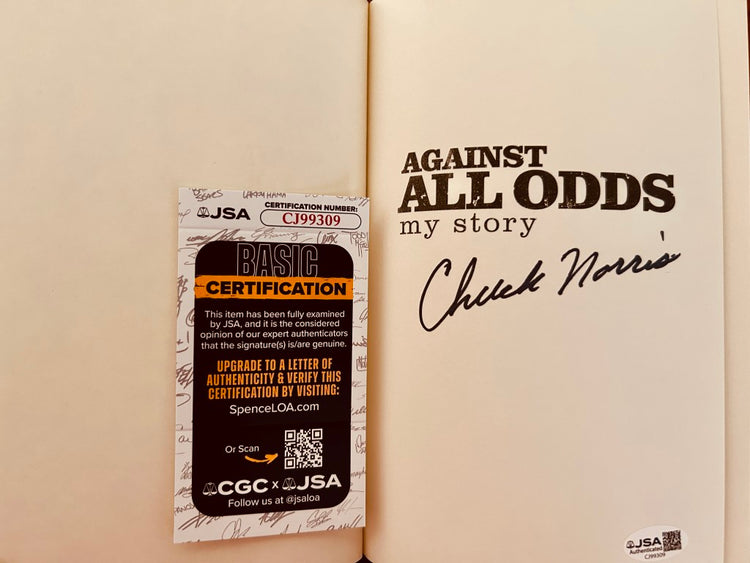 JSA
CERTIFICATION NUMBER:
CJ99309
BASIC
CERTIFICATION
This item has been fully examined
by JSA, and it is the considered
opinion of our expert authenticators
that the signature(s) is/are genuine.
UPGRADE TO A LETTER OF
AUTHENTICITY & VERIFY THIS
CERTIFICATION BY VISITING:
SpenceLOA.com
Or Scan
CGC x JSA
Follow us at @jsaloa
AGAINST
ALL ODDS
my story
Chuck Norris
JSA
Authenticated
CJ99309